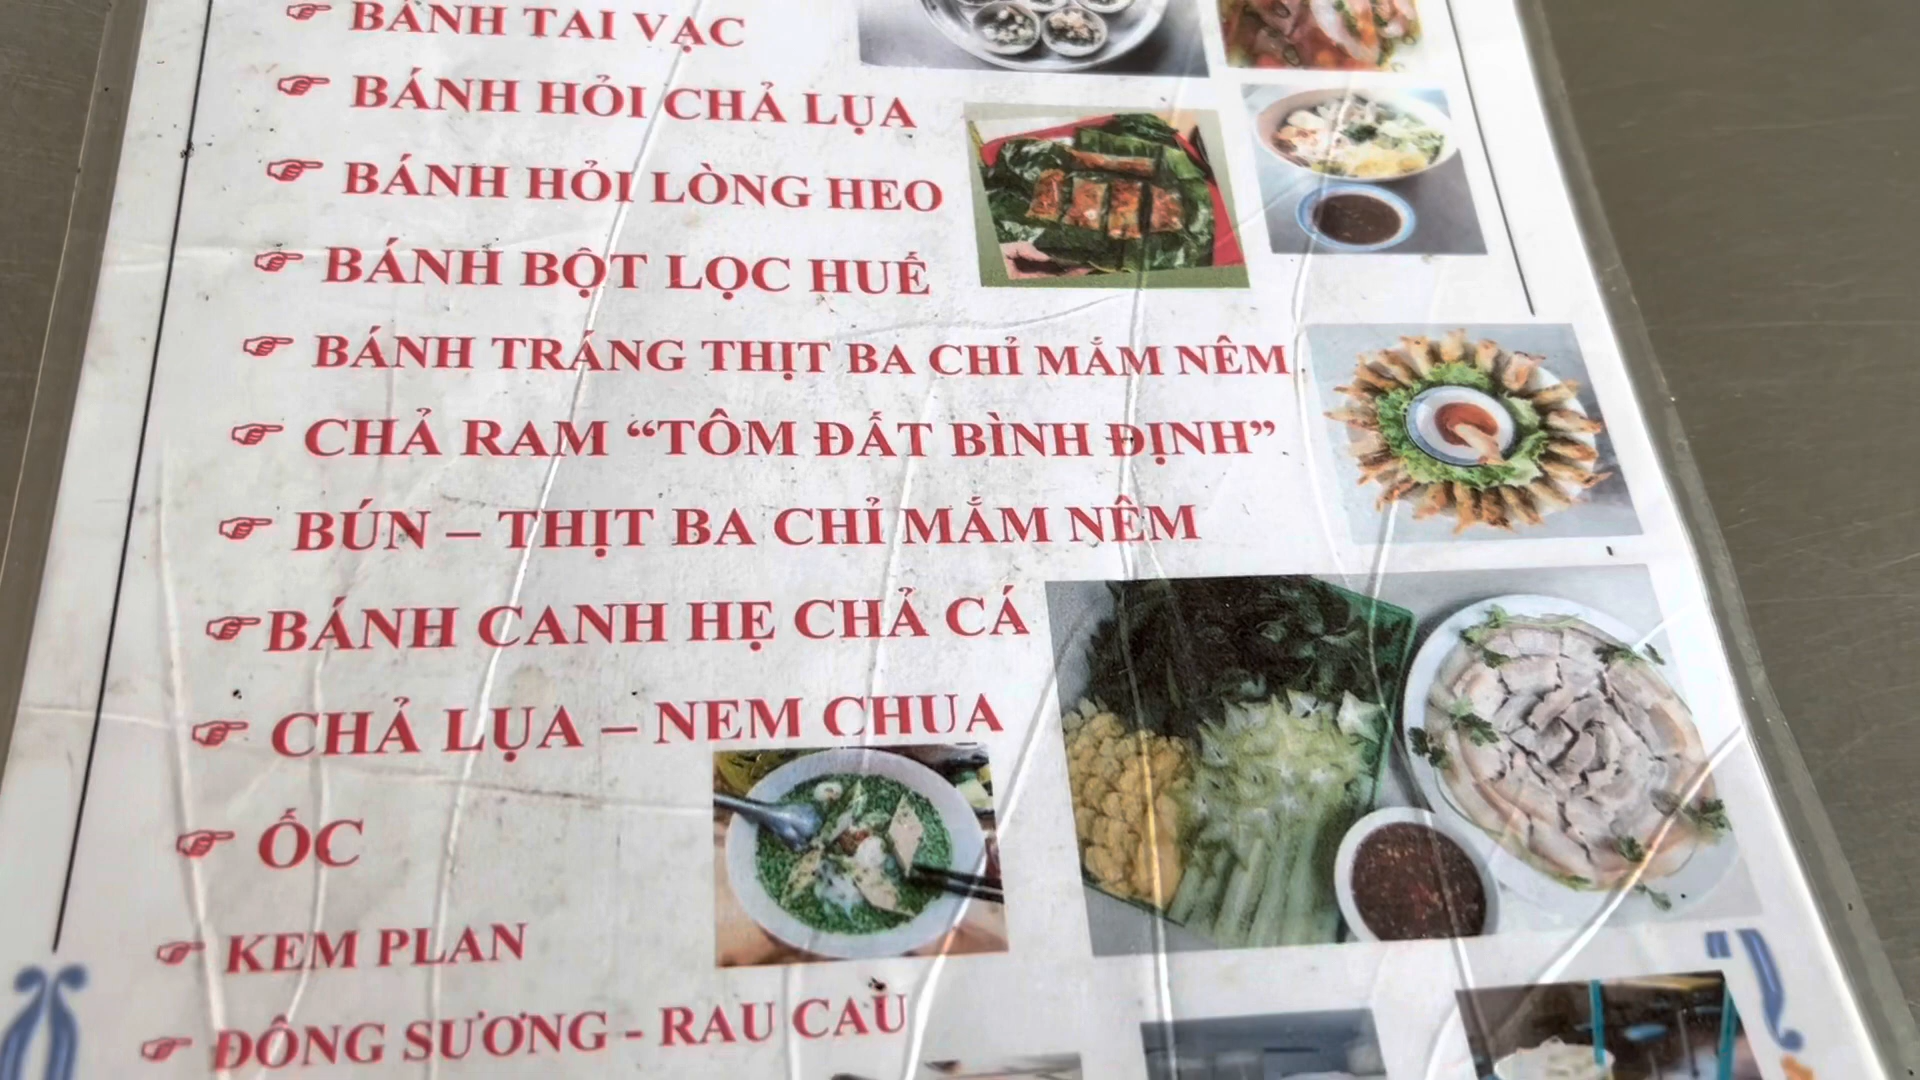 BÁNH TAI VẠC
BÁNH HỎI CHẢ LỤA
BÁNH HỎI LÒNG HEO
BÁNH BỘT LỌC HUẾ
BÁNH TRÁNG THỊT BA CHỈ MẮM NÊM
CHẢ RAM “TÔM ĐẤT BÌNH ĐỊNH”
BÚN – THỊT BA CHỈ MẮM NÊM
BÁNH CANH HẸ CHẢ CÁ
CHẢ LỤA – NEM CHUA
ỐC
KEM PLAN
ĐÔNG SƯƠNG - RAU CAU